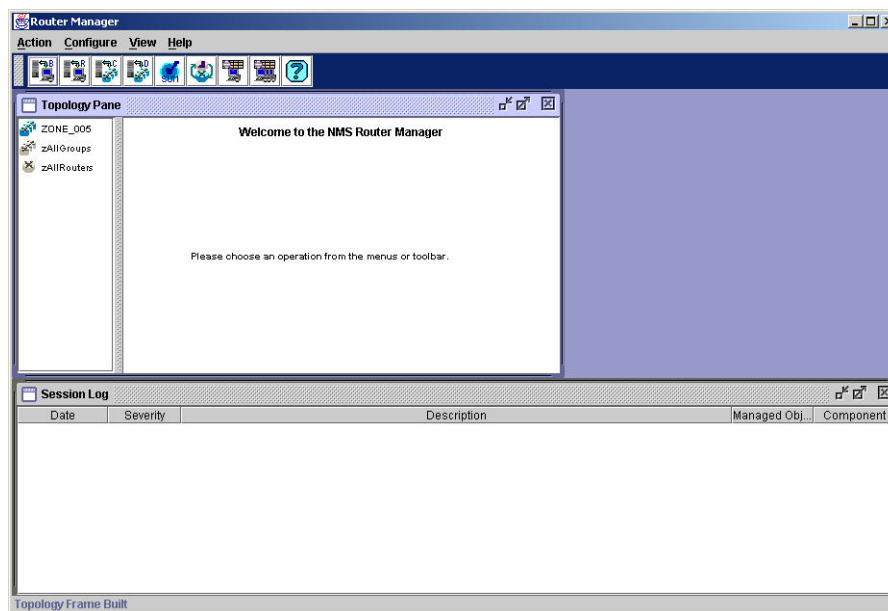 Router Manager
Action Configure View Help
B R C D
Topology Pane
ZONE_005
zAllGroups
zAllRouters
Welcome to the NMS Router Manager
Please choose an operation from the menus or toolbar.
Session Log
Date Severity Description Managed Obj... Component
Topology Frame Built